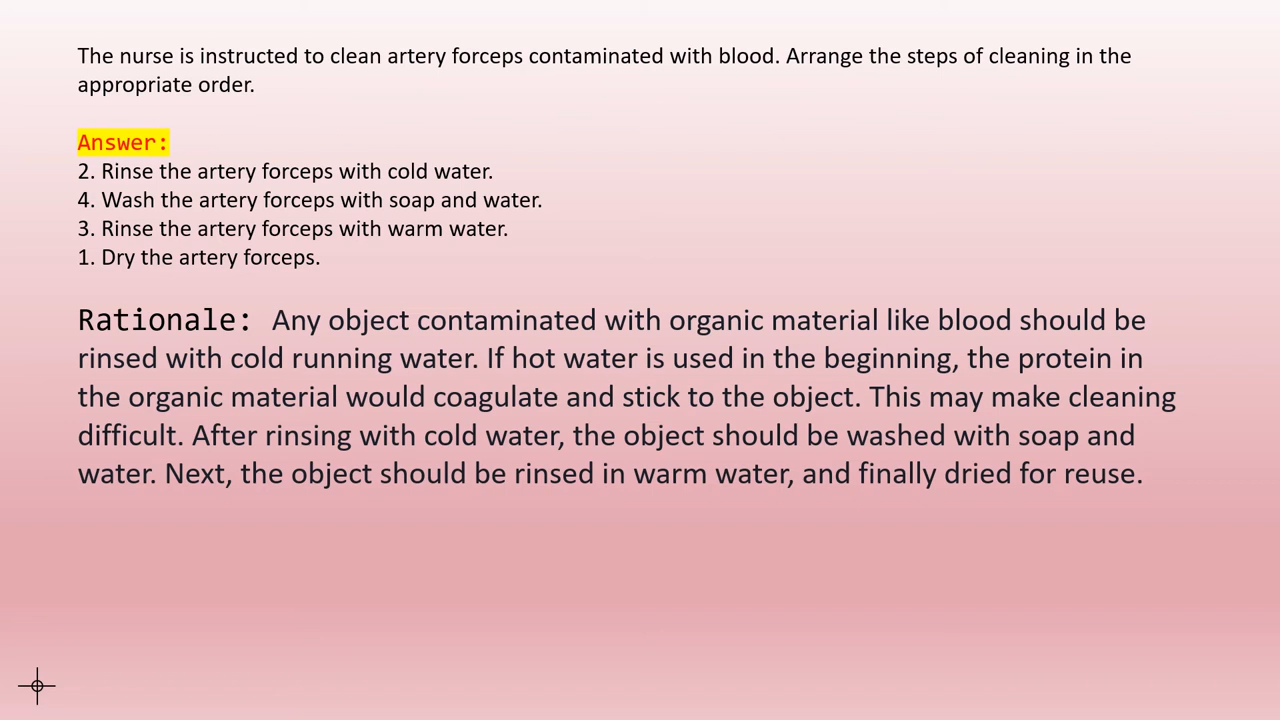 The nurse is instructed to clean artery forceps contaminated with blood. Arrange the steps of cleaning in the
appropriate order.
Answer:
2. Rinse the artery forceps with cold water.
4. Wash the artery forceps with soap and water.
3. Rinse the artery forceps with warm water.
1. Dry the artery forceps.
Rationale: Any object contaminated with organic material like blood should be
rinsed with cold running water. If hot water is used in the beginning, the protein in
the organic material would coagulate and stick to the object. This may make cleaning
difficult. After rinsing with cold water, the object should be washed with soap and
water. Next, the object should be rinsed in warm water, and finally dried for reuse.